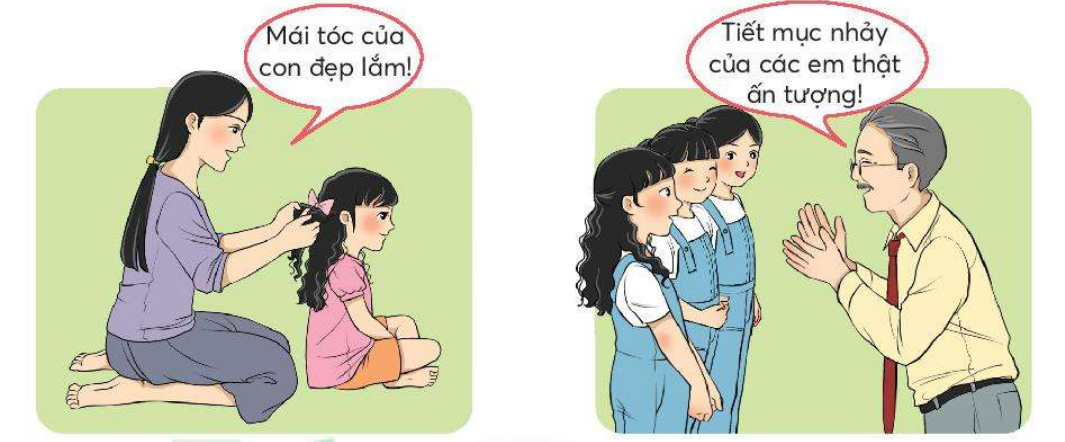 Mái tóc của
con đẹp lắm!
Tiết mục nhảy
của các em thật
ấn tượng!